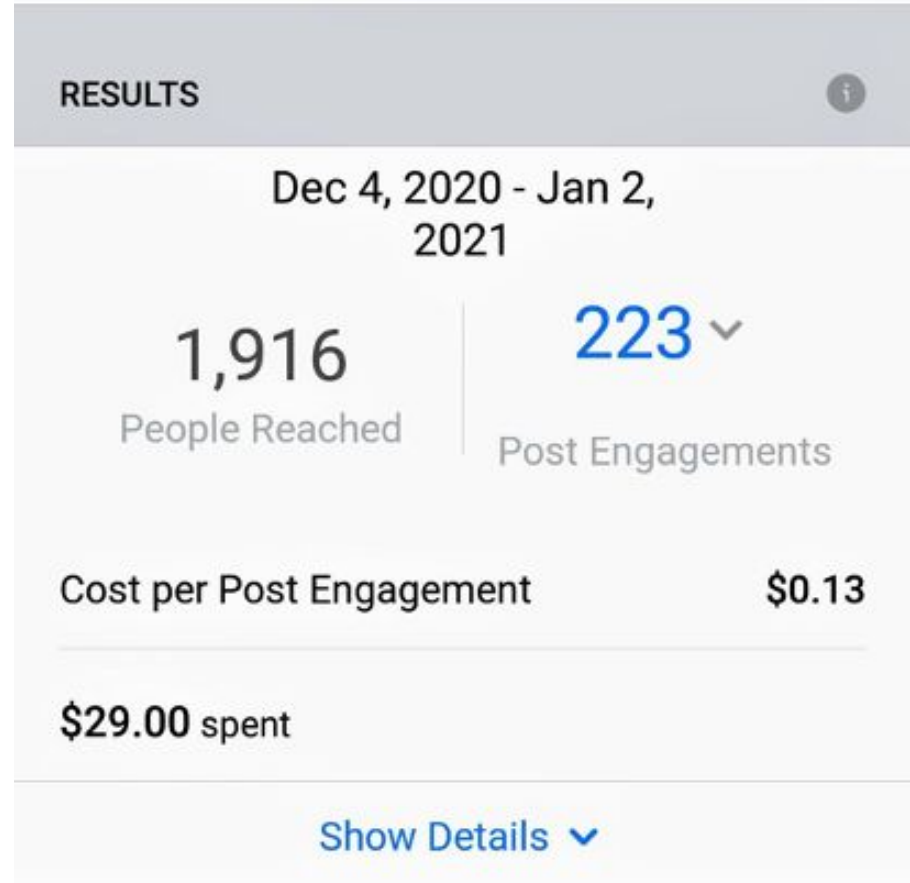 RESULTS
Dec 4, 2020 - Jan 2,
2021
1,916
People Reached
223
Post Engagements
Cost per Post Engagement $0.13
$29.00 spent
Show Details